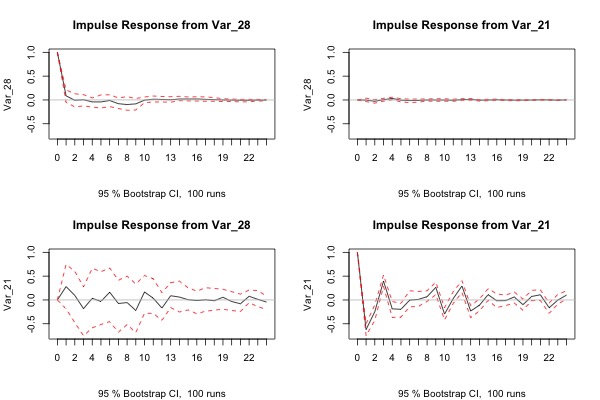 Impulse Response from Var_28
Var_28
-0.5 0.0 0.5 1.0
0 2 4 6 8 10 13 16 19 22
95 % Bootstrap CI, 100 runs
Impulse Response from Var_21
Var_28
-0.5 0.0 0.5 1.0
0 2 4 6 8 10 13 16 19 22
95 % Bootstrap CI, 100 runs
Impulse Response from Var_28
Var_21
-0.5 0.0 0.5 1.0
0 2 4 6 8 10 13 16 19 22
95 % Bootstrap CI, 100 runs
Impulse Response from Var_21
Var_21
-0.5 0.0 0.5 1.0
0 2 4 6 8 10 13 16 19 22
95 % Bootstrap CI, 100 runs